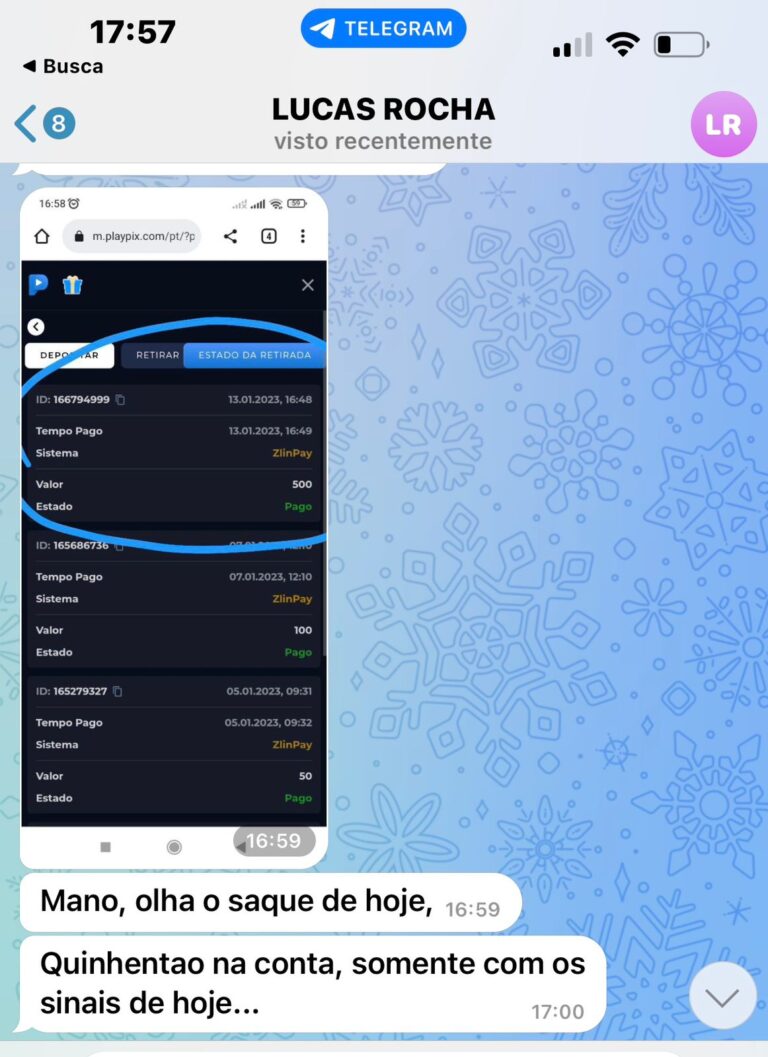 17:57
TELEGRAM
Busca
8
LUCAS ROCHA
visto recentemente
LR
16:58
59
m.playpix.com/pt/?p
4
DEPOSITAR RETIRAR ESTADO DA RETIRADA
ID: 166794999 13.01.2023, 16:48
Tempo Pago 13.01.2023, 16:49
Sistema ZlinPay
Valor 500
Estado Pago
ID: 165686736 07.01.2023, 12:10
Tempo Pago 07.01.2023, 12:10
Sistema ZlinPay
Valor 100
Estado Pago
ID: 165279327 05.01.2023, 09:31
Tempo Pago 05.01.2023, 09:32
Sistema ZlinPay
Valor 50
Estado Pago
16:59
Mano, olha o saque de hoje, 16:59
Quinhentao na conta, somente com os
sinais de hoje... 17:00